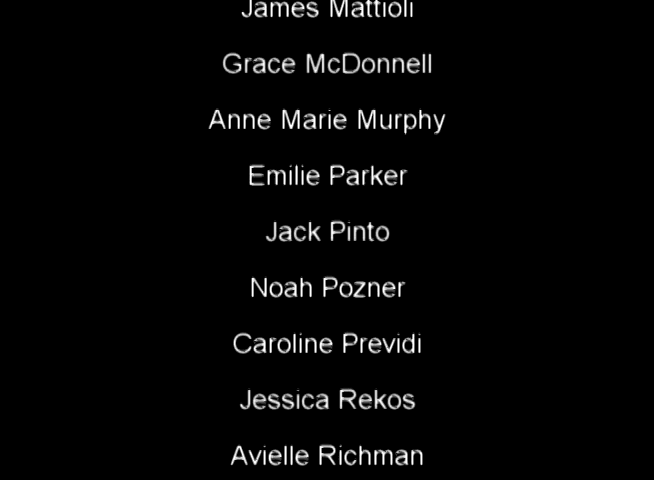 James Mattioli
Grace McDonnell
Anne Marie Murphy
Emilie Parker
Jack Pinto
Noah Pozner
Caroline Previdi
Jessica Rekos
Avielle Richman